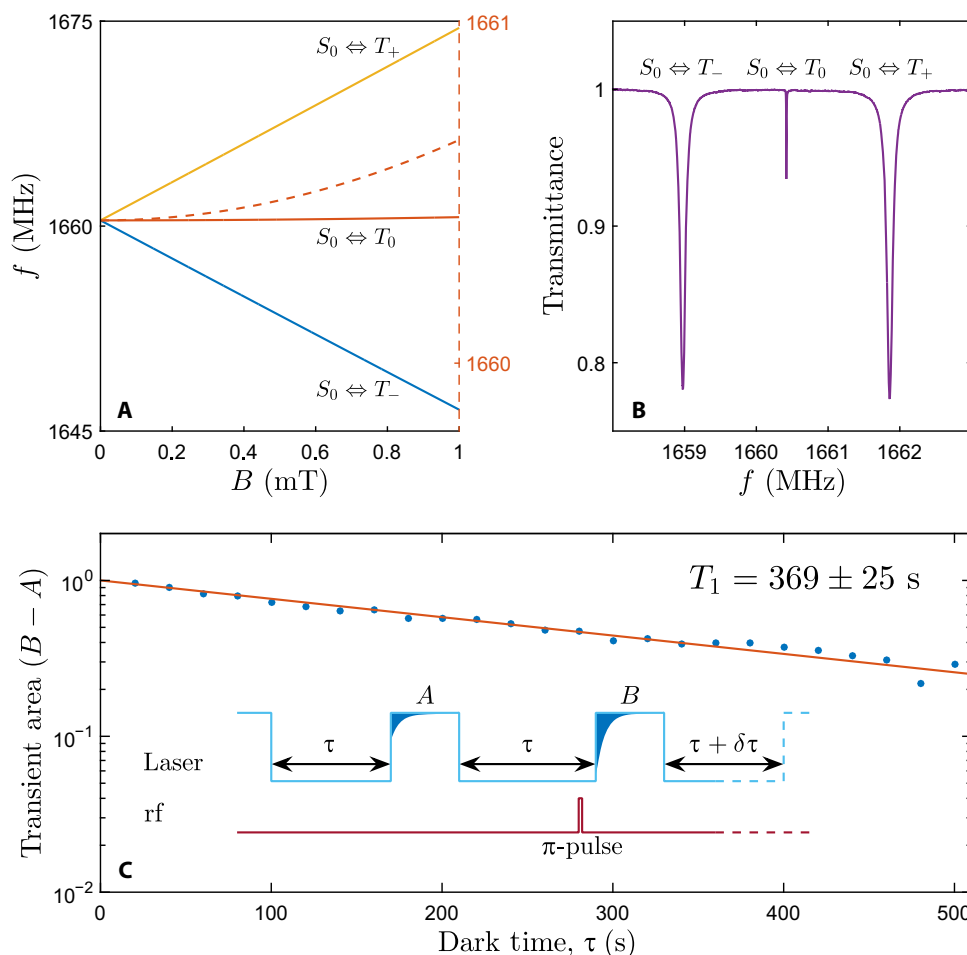 1675
1660
1645
f (MHz)
S₀ ⇔ T₊
S₀ ⇔ T₀
S₀ ⇔ T₋
1661
1660
A
0 0.2 0.4 0.6 0.8 1
B (mT)
S₀ ⇔ T₋ S₀ ⇔ T₀ S₀ ⇔ T₊
1
0.9
0.8
Transmittance
B
1659 1660 1661 1662
f (MHz)
T₁ = 369 ± 25 s
10⁰
10⁻¹
10⁻²
Transient area (B − A)
A B
τ τ τ + δτ
Laser
rf
π-pulse
C
0 100 200 300 400 500
Dark time, τ (s)